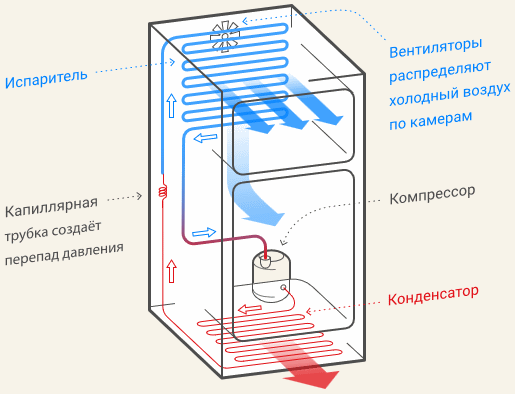 Испаритель
Вентиляторы
распределяют
холодный воздух
по камерам
Капиллярная
трубка создаёт
перепад давления
Компрессор
Конденсатор